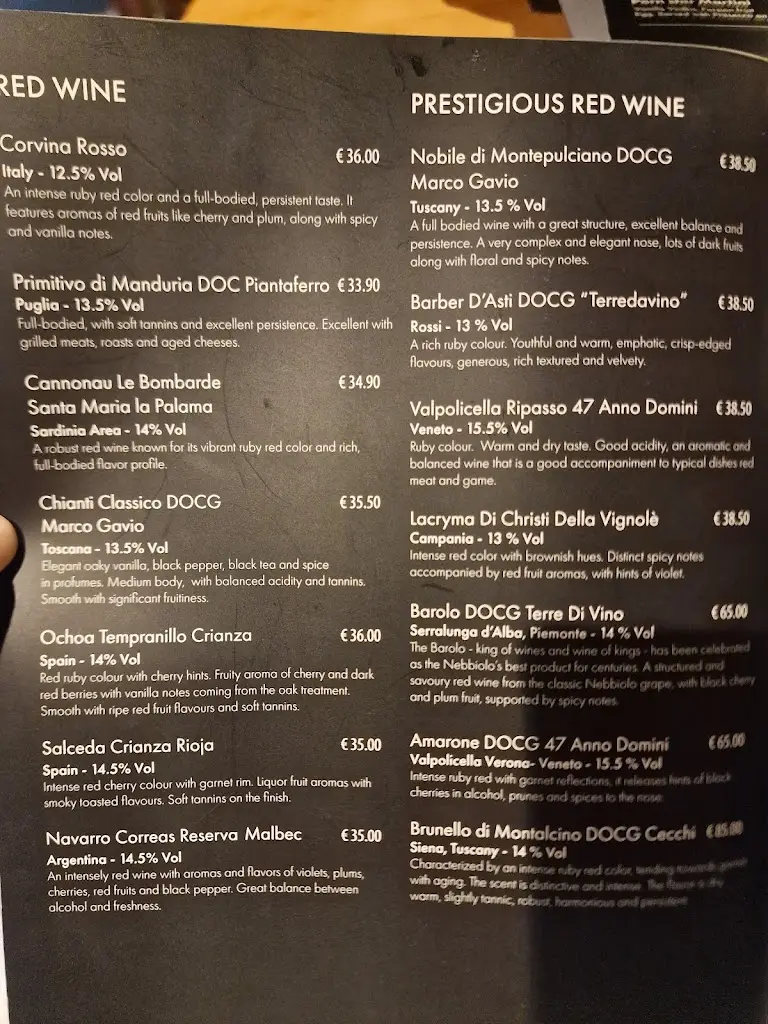 Porn Star Martini
RED WINE
Corvina Rosso
€36.00
Italy - 12.5% Vol
An intense ruby red color and a full-bodied, persistent taste. It
features aromas of red fruits like cherry and plum, along with spicy
and vanilla notes.
Primitivo di Manduria DOC Piantaferro €33.90
Puglia - 13.5% Vol
Full-bodied, with soft tannins and excellent persistence. Excellent with
grilled meats, roasts and aged cheeses.
Cannonau Le Bombarde €34.90
Santa Maria la Palama
Sardinia Area - 14% Vol
A robust red wine known for its vibrant ruby red color and rich,
full-bodied flavor profile.
Chianti Classico DOCG €35.50
Marco Gavio
Toscana - 13.5% Vol
Elegant oaky vanilla, black pepper, black tea and spice
in profumes. Medium body, with balanced acidity and tannins.
Smooth with significant fruitiness.
Ochoa Tempranillo Crianza €36.00
Spain - 14% Vol
Red ruby colour with cherry hints. Fruity aroma of cherry and dark
red berries with vanilla notes coming from the oak treatment.
Smooth with ripe red fruit flavours and soft tannins.
Salceda Crianza Rioja €35.00
Spain - 14.5% Vol
Intense red cherry colour with garnet rim. Liquor fruit aromas with
smoky toasted flavours. Soft tannins on the finish.
Navarro Correas Reserva Malbec €35.00
Argentina - 14.5% Vol
An intensely red wine with aromas and flavors of violets, plums,
cherries, red fruits and black pepper. Great balance between
alcohol and freshness.
PRESTIGIOUS RED WINE
Nobile di Montepulciano DOCG €38.50
Marco Gavio
Tuscany - 13.5 % Vol
A full bodied wine with a great structure, excellent balance and
persistence. A very complex and elegant nose, lots of dark fruits
along with floral and spicy notes.
Barber D'Asti DOCG "Terredavino" €38.50
Rossi - 13 % Vol
A rich ruby colour. Youthful and warm, emphatic, crisp-edged
flavours, generous, rich textured and velvety.
Valpolicella Ripasso 47 Anno Domini €38.50
Veneto - 15.5% Vol
Ruby colour. Warm and dry taste. Good acidity, an aromatic and
balanced wine that is a good accompaniment to typical dishes red
meat and game.
Lacryma Di Christi Della Vignolè €38.50
Campania - 13 % Vol
Intense red color with brownish hues. Distinct spicy notes
accompanied by red fruit aromas, with hints of violet.
Barolo DOCG Terre Di Vino €65.00
Serralunga d'Alba, Piemonte - 14 % Vol
The Barolo - king of wines and wine of kings - has been celebrated
as the Nebbiolo's best product for centuries. A structured and
savoury red wine from the classic Nebbiolo grape, with black cherry
and plum fruit, supported by spicy notes.
Amarone DOCG 47 Anno Domini €65.00
Valpolicella Verona- Veneto - 15.5 % Vol
Intense ruby red with garnet reflections, it releases hints of black
cherries in alcohol, prunes and spices to the nose.
Brunello di Montalcino DOCG Cecchi €85.00
Siena, Tuscany - 14 % Vol
Characterized by an intense ruby red color, tending towards garnet
with aging. The scent is distinctive and intense. The flavor is dry,
warm, slightly tannic, robust, harmonious and persistent.